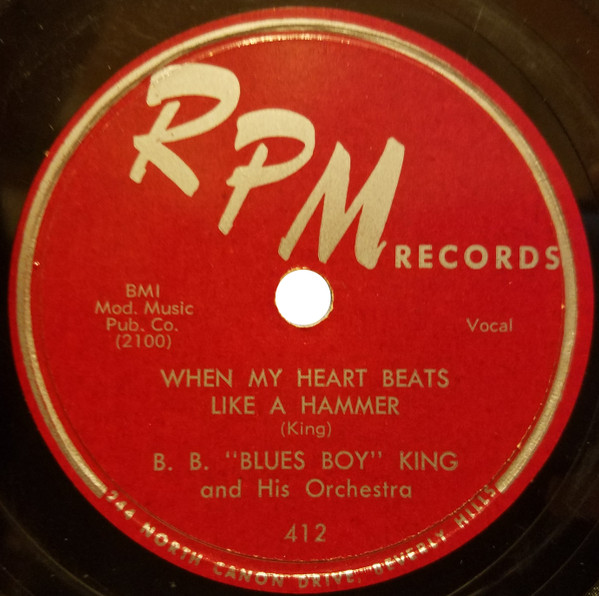 RPM
RECORDS
BMI
Mod. Music
Pub. Co.
(2100)
Vocal
WHEN MY HEART BEATS
LIKE A HAMMER
(King)
B. B. "BLUES BOY" KING
and His Orchestra
412
244 NORTH CANON DRIVE, BEVERLY HILLS